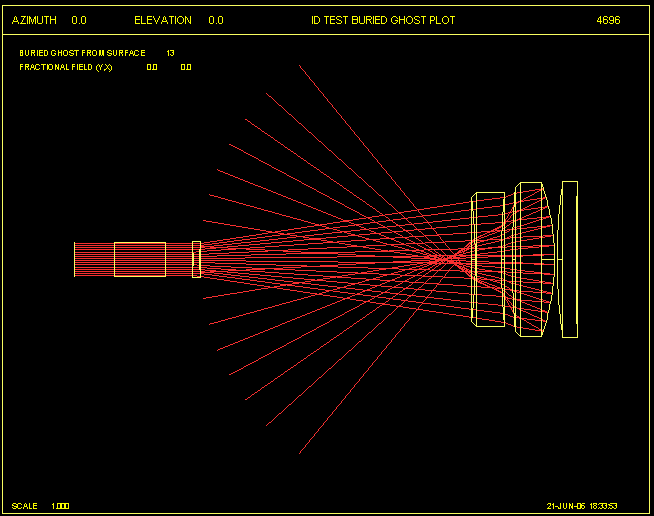 AZIMUTH 0.0 ELEVATION 0.0 ID TEST BURIED GHOST PLOT 4696
BURIED GHOST FROM SURFACE 13
FRACTIONAL FIELD (Y,X) 0.0 0.0
SCALE 1.000 21-JUN-06 18:33:53